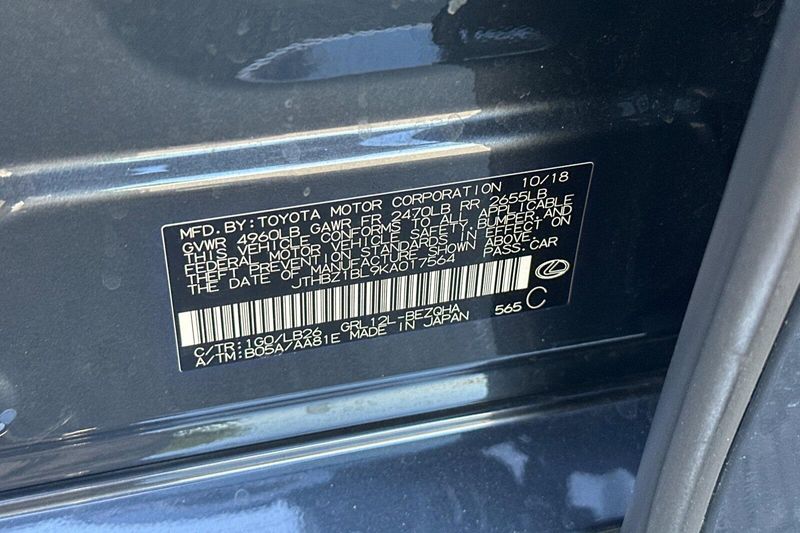 MFD. BY: TOYOTA MOTOR CORPORATION 10/18
GVWR 4960LB GAWR FR 2470LB RR 2655LB
THIS VEHICLE CONFORMS TO ALL APPLICABLE
FEDERAL MOTOR VEHICLE SAFETY, BUMPER, AND
THEFT PREVENTION STANDARDS IN EFFECT ON
THE DATE OF MANUFACTURE SHOWN ABOVE.
JTHBZ1BL9KA017564 PASS. CAR
C/TR: 1G0/LB26 GRL12L-BEZQHA 565 C
A/TM: B05A/AA81E MADE IN JAPAN